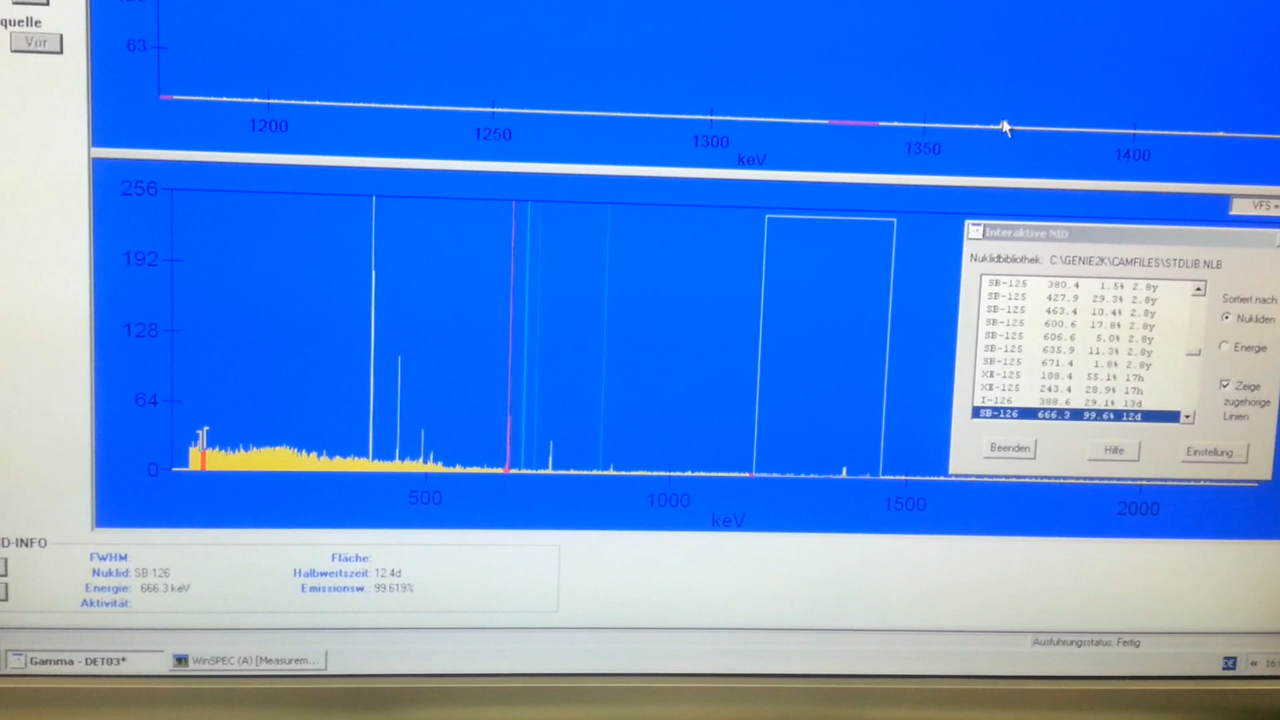 quelle
Vor
63
1200
1250
1300
1350
1400
keV
256
192
128
64
0
500
1000
1500
2000
keV
VFS =
Interaktive NID
Nuklidbibliothek: C:\GENIE2K\CAMFILES\STDLIB.NLB
SB-125 380.4 1.5% 2.8y
SB-125 427.9 29.3% 2.8y
SB-125 463.4 10.4% 2.8y
SB-125 600.6 17.8% 2.8y
SB-125 606.6 5.0% 2.8y
SB-125 635.9 11.3% 2.8y
SB-125 671.4 1.8% 2.8y
XE-125 188.4 55.1% 17h
XE-125 243.4 28.9% 17h
I-126 388.6 29.1% 13d
SB-126 666.3 99.6% 12d
Sortiert nach
Nukliden
Energie
Zeige
zugehörige
Linien
Beenden
Hilfe
Einstellung...
D-INFO
FWHM:
Fläche:
Nuklid: SB-126
Halbwertszeit: 12.4d
Energie: 666.3 keV
Emissionsw.: 99.619%
Aktivität:
Ausführungsstatus: Fertig
Gamma - DET03*
WinSPEC (A) [Measurem...
DE
« 16: